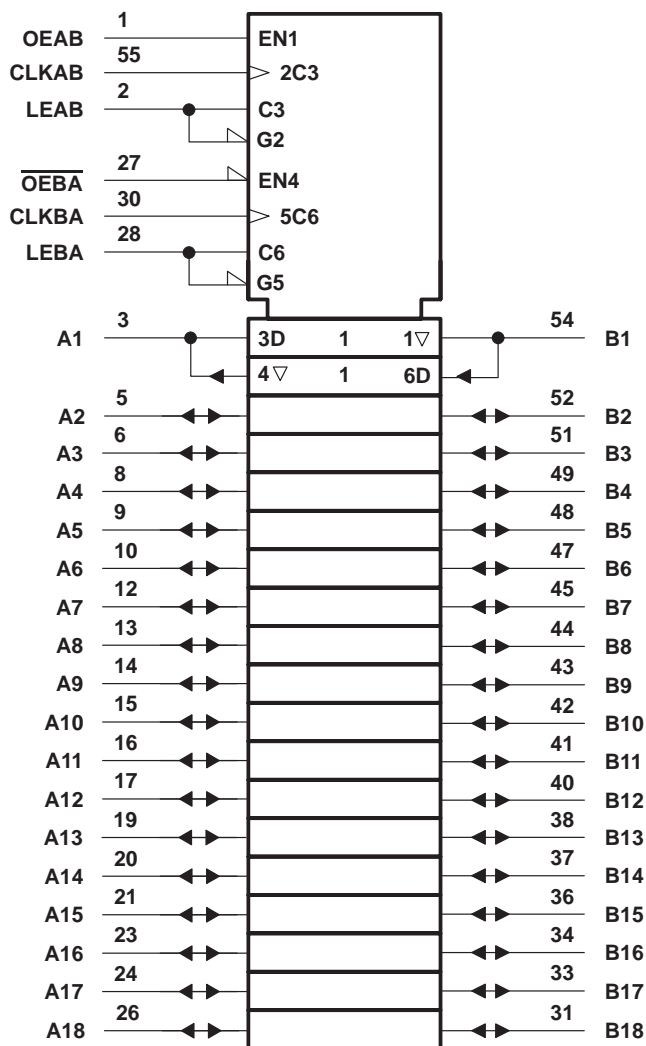 OEAB 1 EN1
CLKAB 55 2C3
LEAB 2 C3
G2
OEBA 27 EN4
CLKBA 30 5C6
LEBA 28 C6
G5
A1 3 3D 1 1▽ 54 B1
4▽ 1 6D
A2 5 52 B2
A3 6 51 B3
A4 8 49 B4
A5 9 48 B5
A6 10 47 B6
A7 12 45 B7
A8 13 44 B8
A9 14 43 B9
A10 15 42 B10
A11 16 41 B11
A12 17 40 B12
A13 19 38 B13
A14 20 37 B14
A15 21 36 B15
A16 23 34 B16
A17 24 33 B17
A18 26 31 B18